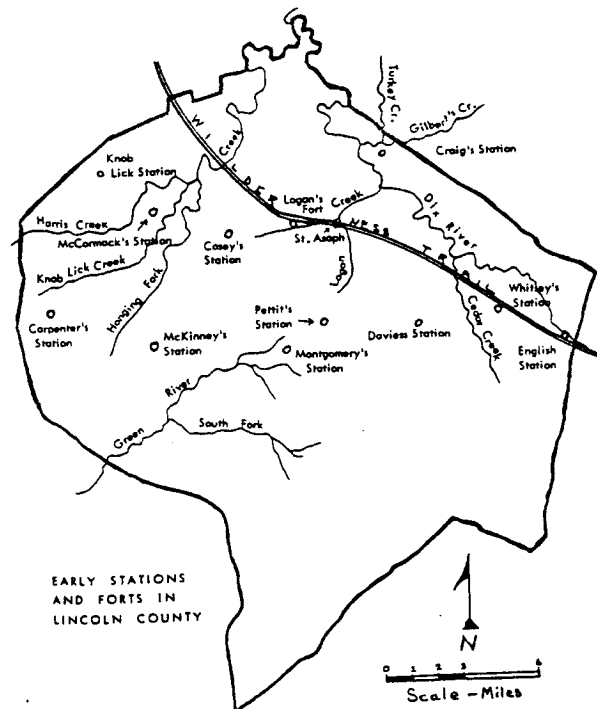 Turkey Cr.
Gilbert's Cr.
Craig's Station
Knob
Lick Station
WILDERNESS TRAIL
Creek
Logan's
Fort
Creek
Dix River
Harris Creek
McCormack's Station
Casey's
Station
St. Asaph
Logan
Knob Lick Creek
Hanging Fork
Whitley's
Station
Carpenter's
Station
Pettit's
Station
Daviess Station
Cedar Creek
McKinney's
Station
Montgomery's
Station
English
Station
Green River
South Fork
EARLY STATIONS
AND FORTS IN
LINCOLN COUNTY
N
0 1 2 3 6
Scale - Miles